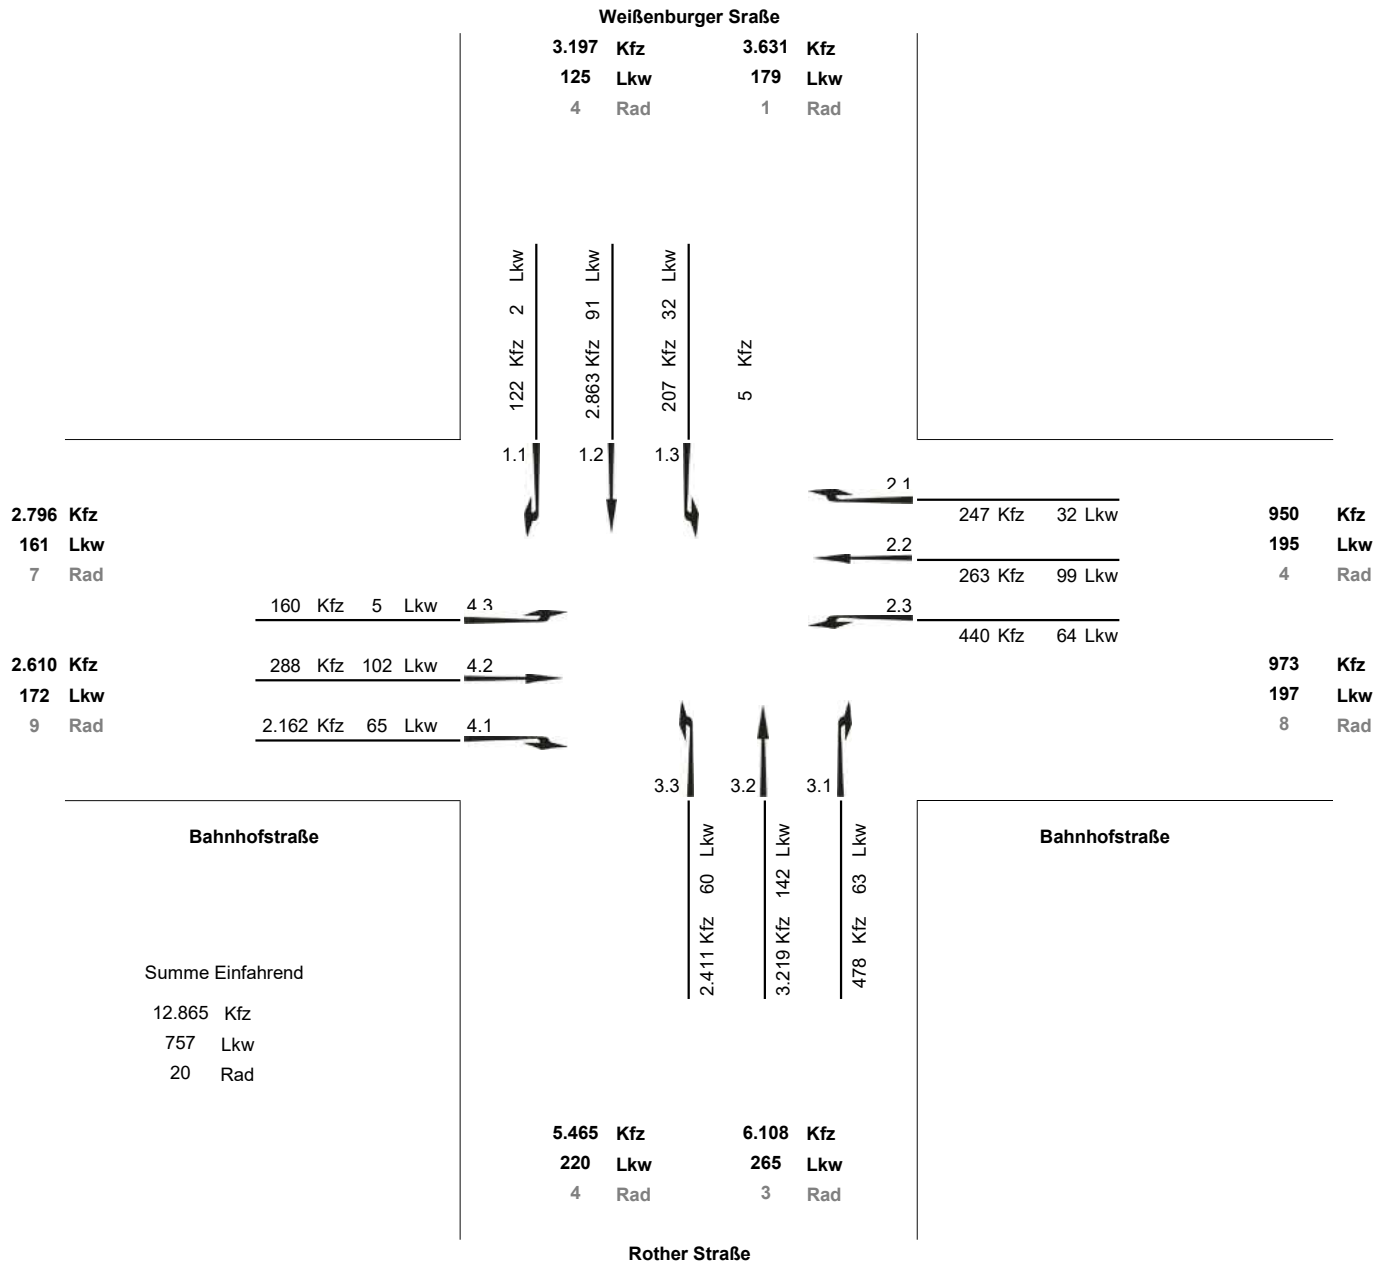 Weißenburger Sraße
3.197 Kfz 3.631 Kfz
125 Lkw 179 Lkw
4 Rad 1 Rad
122 Kfz 2 Lkw
2.863 Kfz 91 Lkw
207 Kfz 32 Lkw
5 Kfz
1.1 1.2 1.3
2.796 Kfz
161 Lkw
7 Rad
2.1
247 Kfz 32 Lkw
2.2
263 Kfz 99 Lkw
2.3
440 Kfz 64 Lkw
950 Kfz
195 Lkw
4 Rad
160 Kfz 5 Lkw 4.3
288 Kfz 102 Lkw 4.2
2.162 Kfz 65 Lkw 4.1
2.610 Kfz
172 Lkw
9 Rad
973 Kfz
197 Lkw
8 Rad
3.3 3.2 3.1
2.411 Kfz 60 Lkw
3.219 Kfz 142 Lkw
478 Kfz 63 Lkw
Bahnhofstraße Bahnhofstraße
Summe Einfahrend
12.865 Kfz
757 Lkw
20 Rad
5.465 Kfz 6.108 Kfz
220 Lkw 265 Lkw
4 Rad 3 Rad
Rother Straße